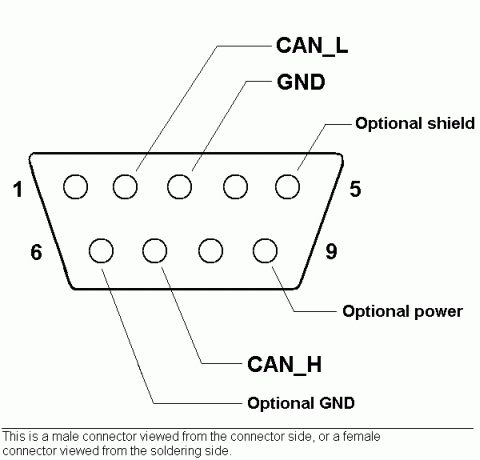 CAN_L
GND
Optional shield
1
5
6
9
Optional power
CAN_H
Optional GND
This is a male connector viewed from the connector side, or a female
connector viewed from the soldering side.